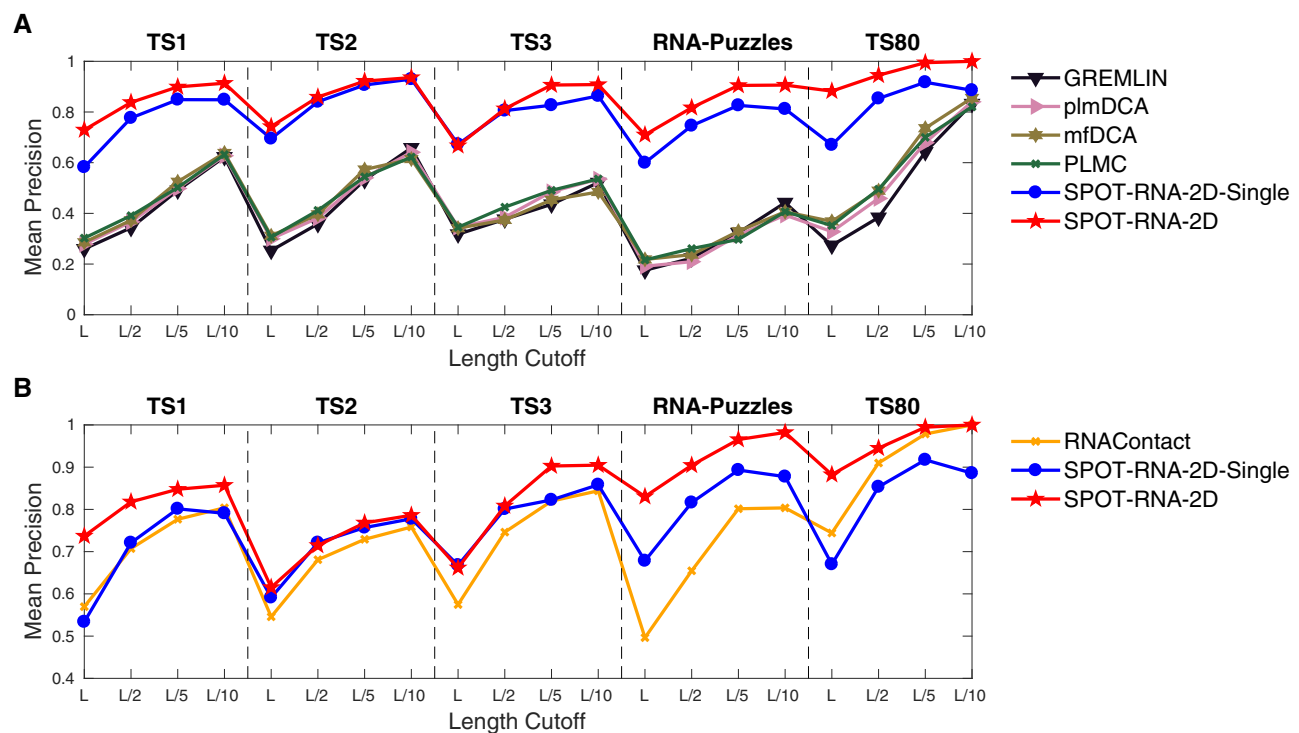 A
TS1 TS2 TS3 RNA-Puzzles TS80
1
0.8
0.6
0.4
0.2
0
Mean Precision
L L/2 L/5 L/10 L L/2 L/5 L/10 L L/2 L/5 L/10 L L/2 L/5 L/10 L L/2 L/5 L/10
Length Cutoff
GREMLIN
plmDCA
mfDCA
PLMC
SPOT-RNA-2D-Single
SPOT-RNA-2D
B
TS1 TS2 TS3 RNA-Puzzles TS80
1
0.9
0.8
0.7
0.6
0.5
0.4
Mean Precision
L L/2 L/5 L/10 L L/2 L/5 L/10 L L/2 L/5 L/10 L L/2 L/5 L/10 L L/2 L/5 L/10
Length Cutoff
RNAContact
SPOT-RNA-2D-Single
SPOT-RNA-2D